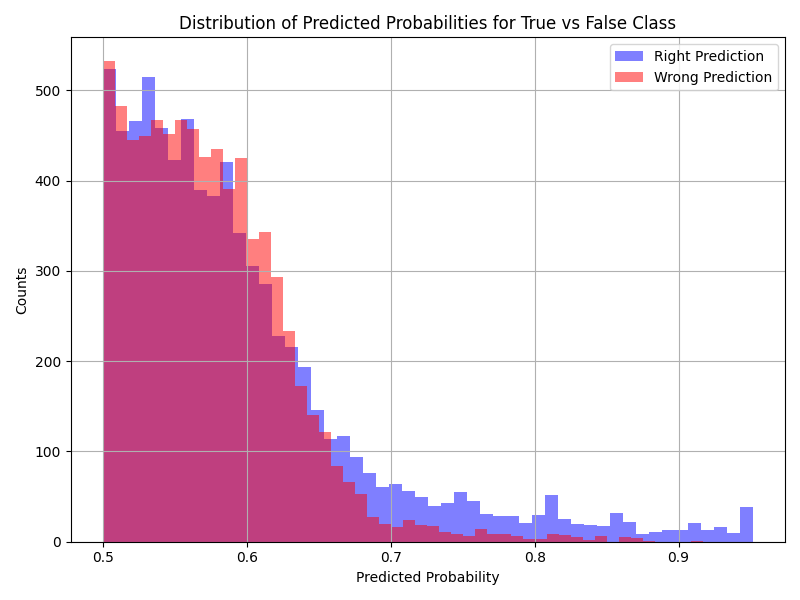 Distribution of Predicted Probabilities for True vs False Class
Right Prediction
Wrong Prediction
Counts
500
400
300
200
100
0
0.5 0.6 0.7 0.8 0.9
Predicted Probability